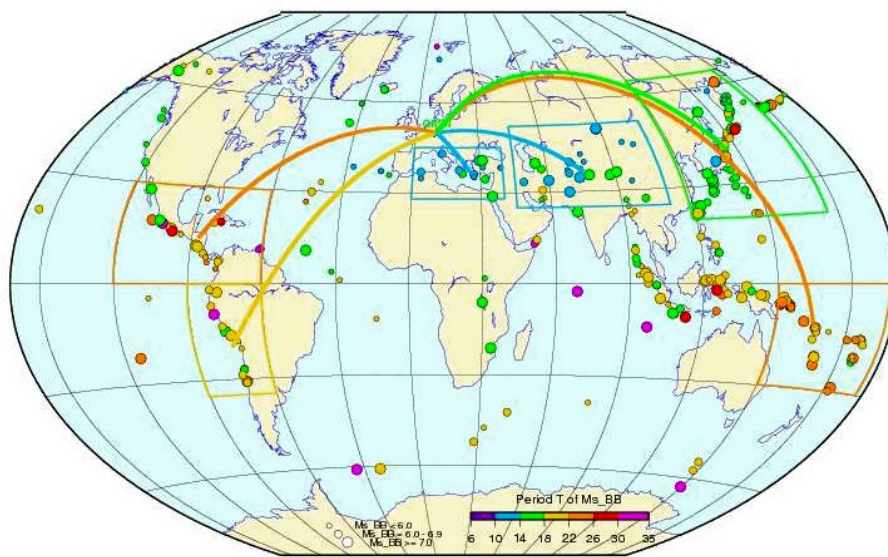 Period T of Ms_BB
6 10 14 18 22 26 30 35
Ms_BB < 6.0
Ms_BB = 6.0 - 6.9
Ms_BB >= 7.0